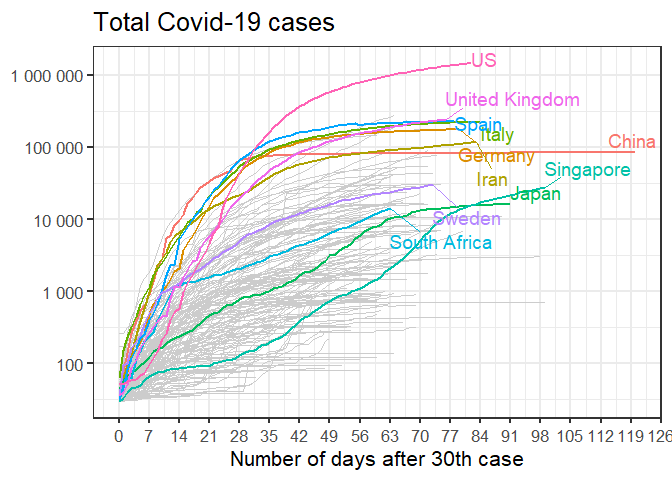 Total Covid-19 cases
1 000 000
100 000
10 000
1 000
100
US
United Kingdom
Spain
Italy
China
Germany
Singapore
Iran
Japan
Sweden
South Africa
0 7 14 21 28 35 42 49 56 63 70 77 84 91 98 105 112 119 126
Number of days after 30th case